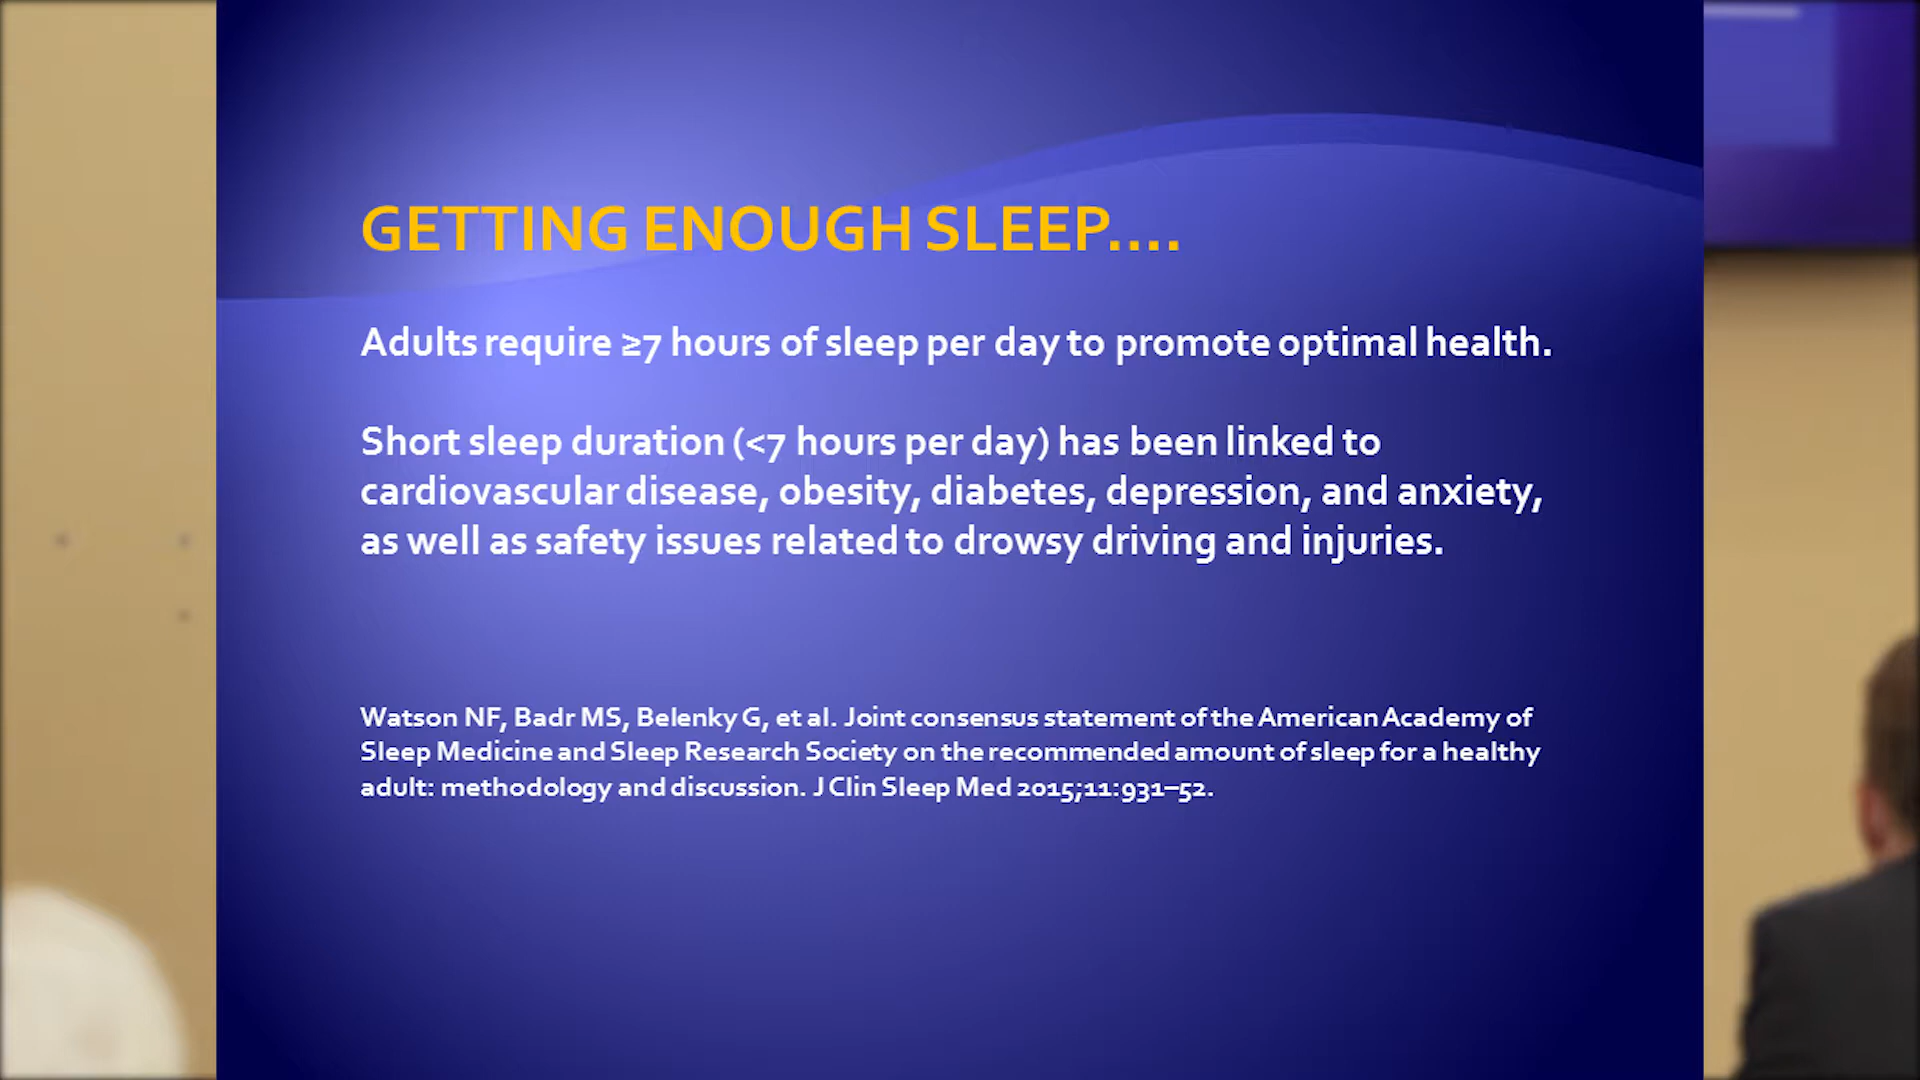 GETTING ENOUGH SLEEP....
Adults require ≥7 hours of sleep per day to promote optimal health.
Short sleep duration (<7 hours per day) has been linked to
cardiovascular disease, obesity, diabetes, depression, and anxiety,
as well as safety issues related to drowsy driving and injuries.
Watson NF, Badr MS, Belenky G, et al. Joint consensus statement of the American Academy of
Sleep Medicine and Sleep Research Society on the recommended amount of sleep for a healthy
adult: methodology and discussion. J Clin Sleep Med 2015;11:931–52.